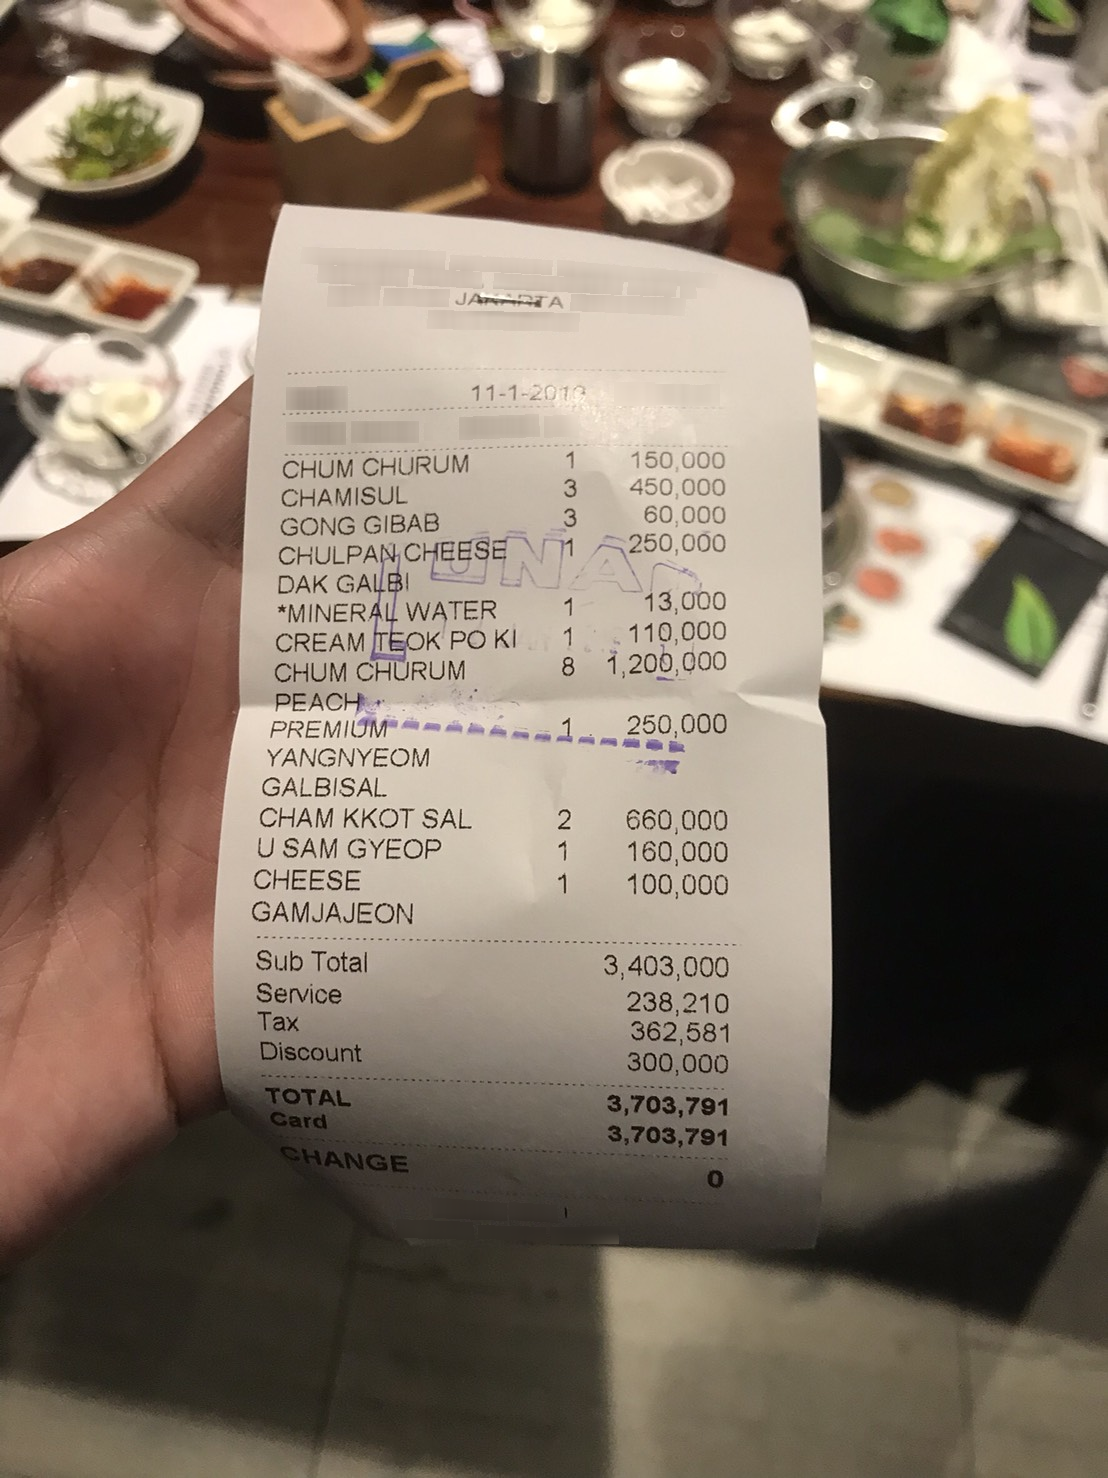 JAKARTA
11-1-2019
CHUM CHURUM 1 150,000
CHAMISUL 3 450,000
GONG GIBAB 3 60,000
CHULPAN CHEESE 1 250,000
DAK GALBI
*MINERAL WATER 1 13,000
CREAM TEOK PO KI 1 110,000
CHUM CHURUM 8 1,200,000
PEACH
PREMIUM 1 250,000
YANGNYEOM
GALBISAL
CHAM KKOT SAL 2 660,000
U SAM GYEOP 1 160,000
CHEESE 1 100,000
GAMJAJEON
Sub Total 3,403,000
Service 238,210
Tax 362,581
Discount 300,000
TOTAL 3,703,791
Card 3,703,791
CHANGE 0